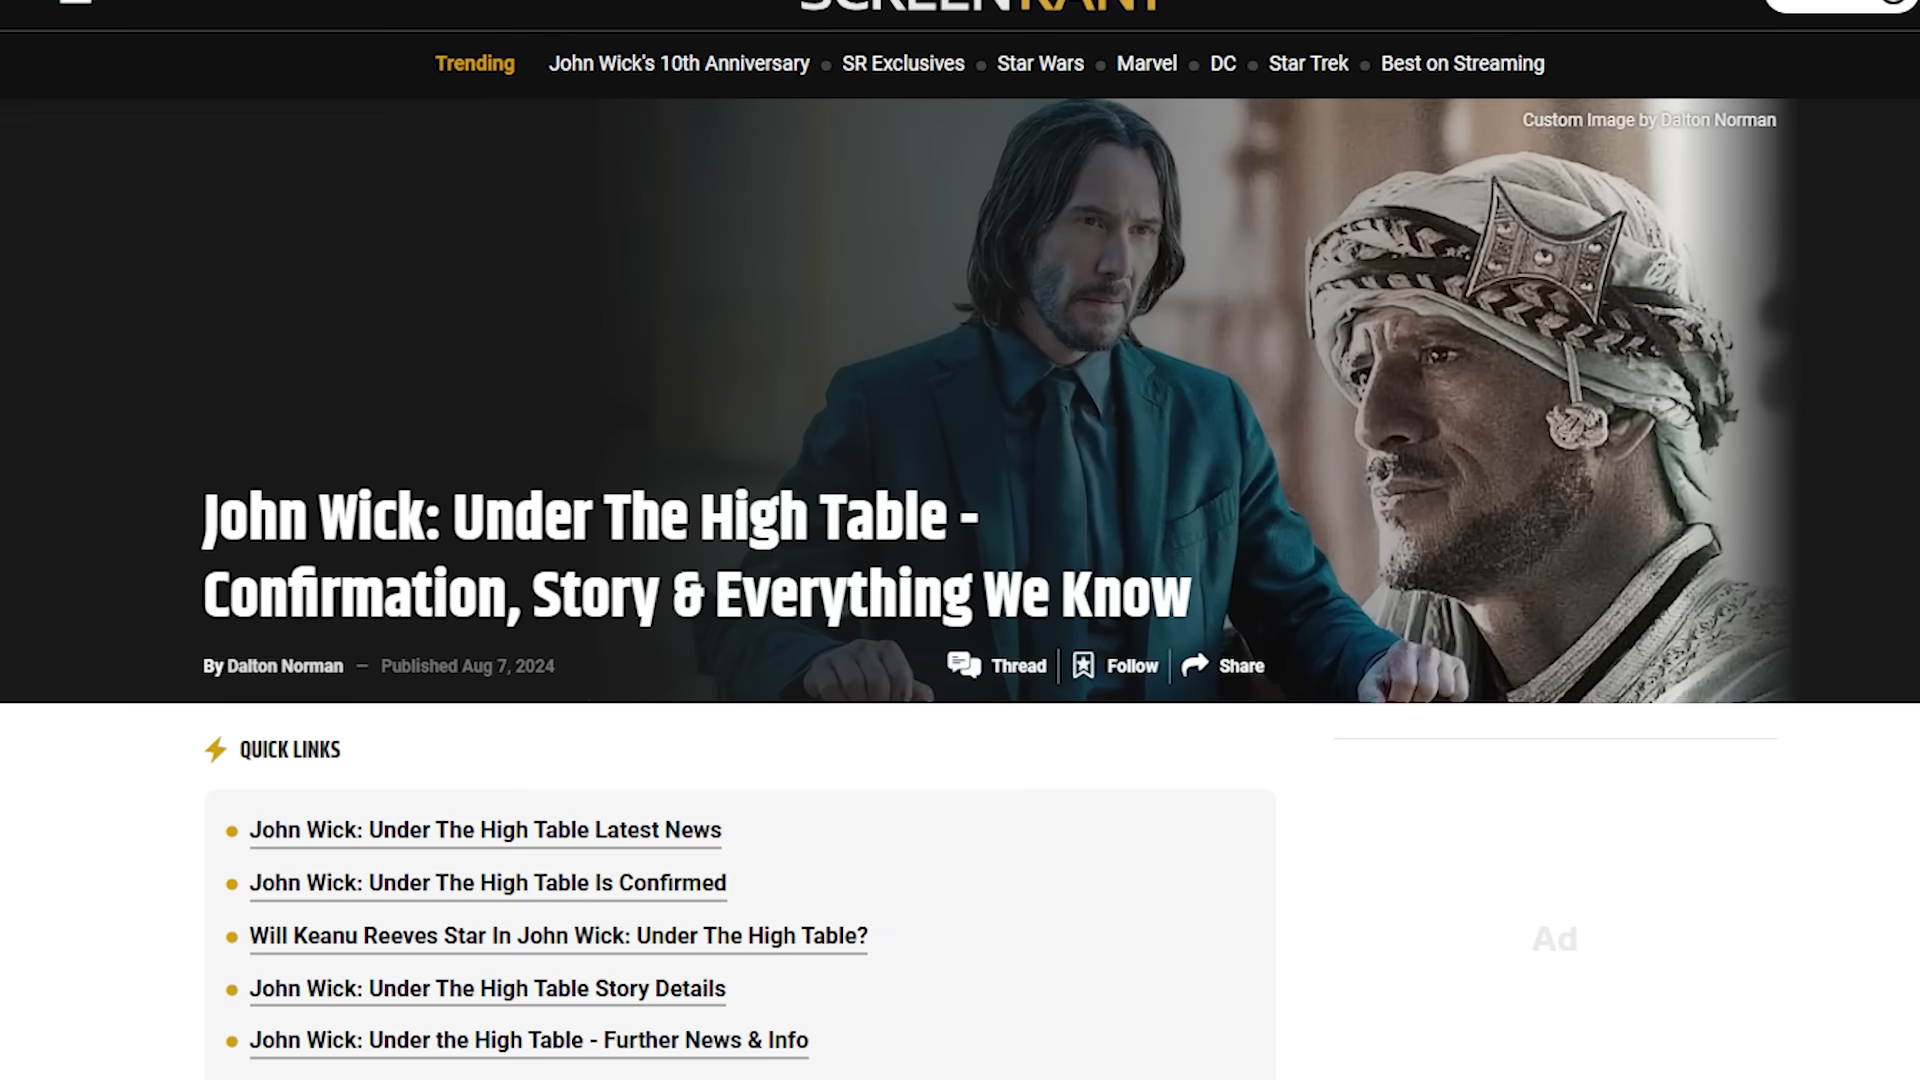 SCREENRANT
Trending John Wick's 10th Anniversary SR Exclusives Star Wars Marvel DC Star Trek Best on Streaming
Custom Image by Dalton Norman
John Wick: Under The High Table -
Confirmation, Story & Everything We Know
By Dalton Norman — Published Aug 7, 2024
Thread Follow Share
QUICK LINKS
John Wick: Under The High Table Latest News
John Wick: Under The High Table Is Confirmed
Will Keanu Reeves Star In John Wick: Under The High Table?
John Wick: Under The High Table Story Details
John Wick: Under the High Table - Further News & Info
Ad